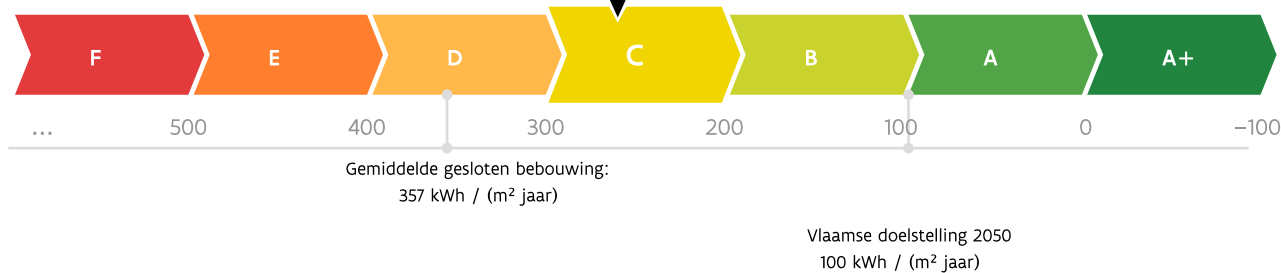 F E D C B A A+
... 500 400 300 200 100 0 –100
Gemiddelde gesloten bebouwing:
357 kWh / (m² jaar)
Vlaamse doelstelling 2050
100 kWh / (m² jaar)